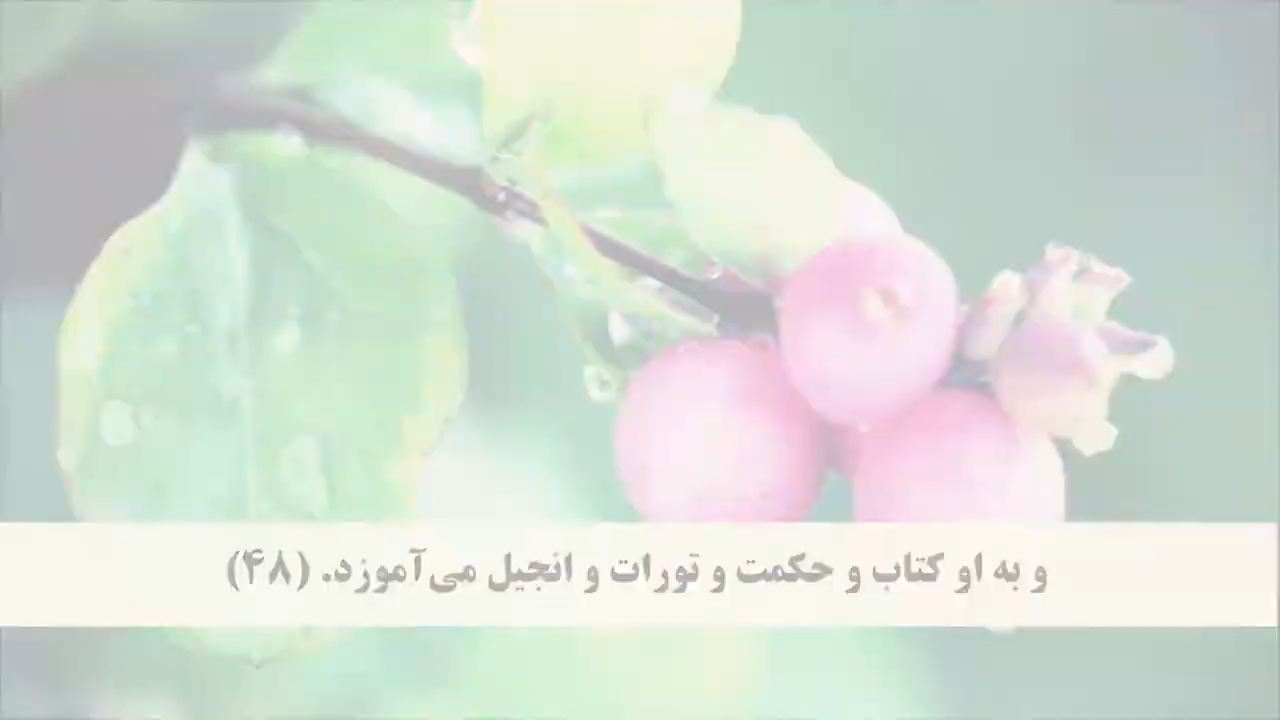 و به او کتاب و حکمت و تورات و انجیل می‌آموزد. (۴۸)